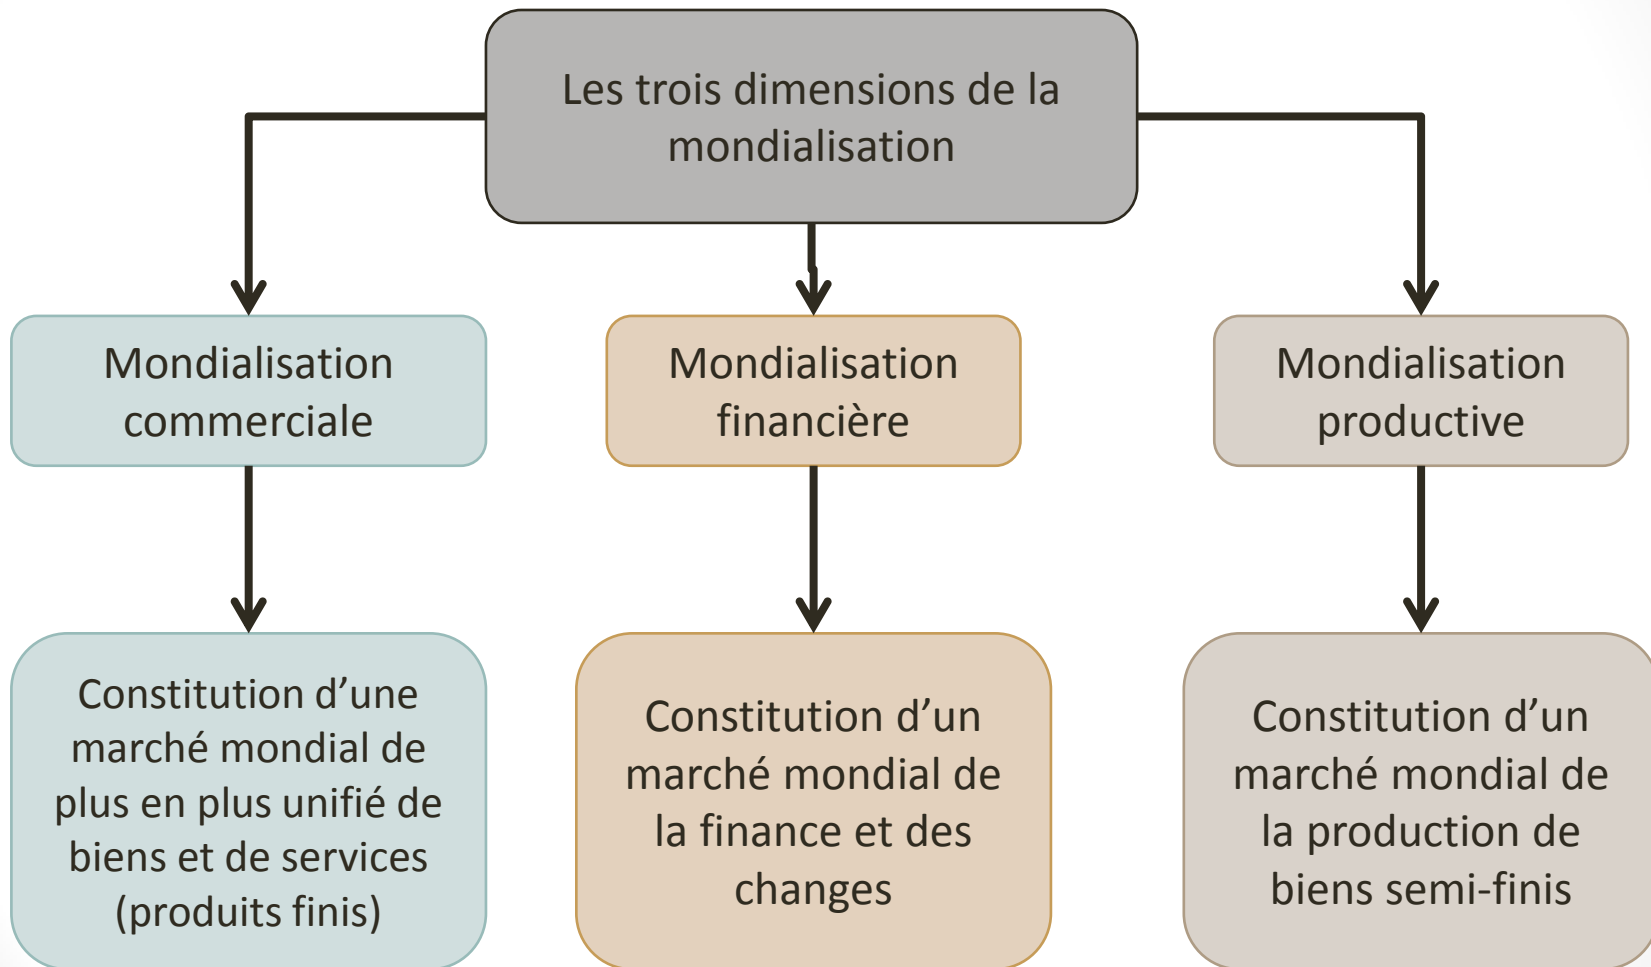 Les trois dimensions de la
mondialisation
Mondialisation
commerciale
Mondialisation
financière
Mondialisation
productive
Constitution d’une
marché mondial de
plus en plus unifié de
biens et de services
(produits finis)
Constitution d’un
marché mondial de
la finance et des
changes
Constitution d’un
marché mondial de
la production de
biens semi-finis